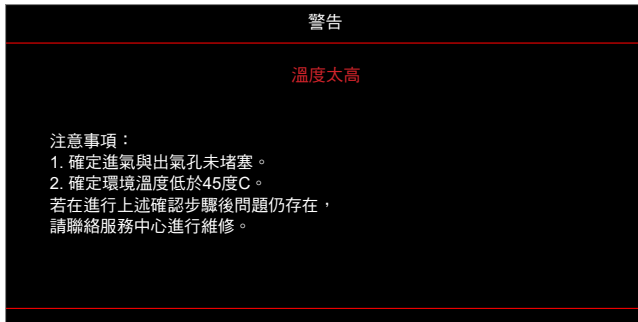 警告
溫度太高
注意事項：
1. 確定進氣與出氣孔未堵塞。
2. 確定環境溫度低於45度C。
若在進行上述確認步驟後問題仍存在，
請聯絡服務中心進行維修。